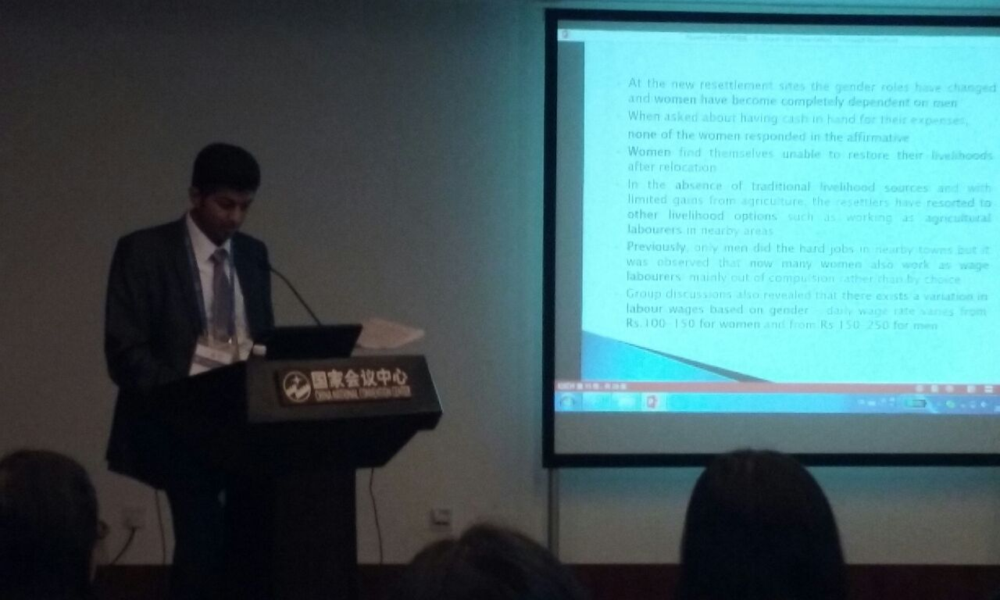 At the new resettlement sites the gender roles have changed
and women have become completely dependent on men
When asked about having cash in hand for their expenses,
none of the women responded in the affirmative
Women find themselves unable to restore their livelihoods
after relocation
In the absence of traditional livelihood sources and with
limited gains from agriculture, the resettlers have resorted to
other livelihood options such as working as agricultural
labourers in nearby areas
Previously, only men did the hard jobs in nearby towns but it
was observed that now many women also work as wage
labourers mainly out of compulsion rather than by choice
Group discussions also revealed that there exists a variation in
labour wages based on gender - daily wage rate varies from
Rs.100-150 for women and from Rs 150-250 for men
国家会议中心
CHINA NATIONAL CONVENTION CENTER